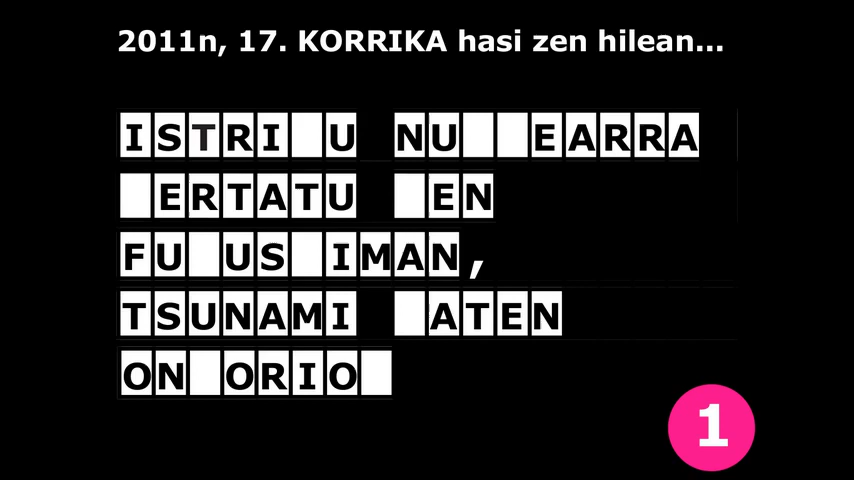 2011n, 17. KORRIKA hasi zen hilean...
ISTRI U NU  EARRA
 ERTATU  EN
FU US IMAN,
TSUNAMI  ATEN
ON ORIO 
1